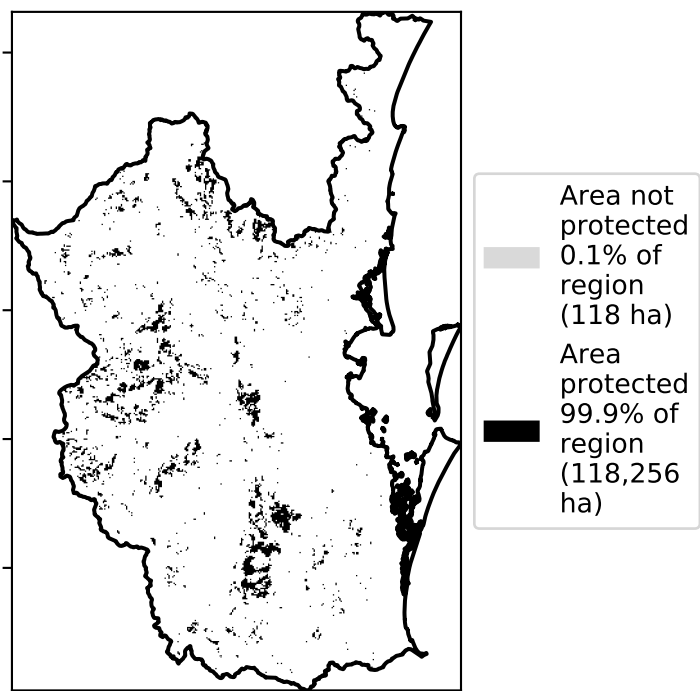 Area not
protected
0.1% of
region
(118 ha)
Area
protected
99.9% of
region
(118,256
ha)